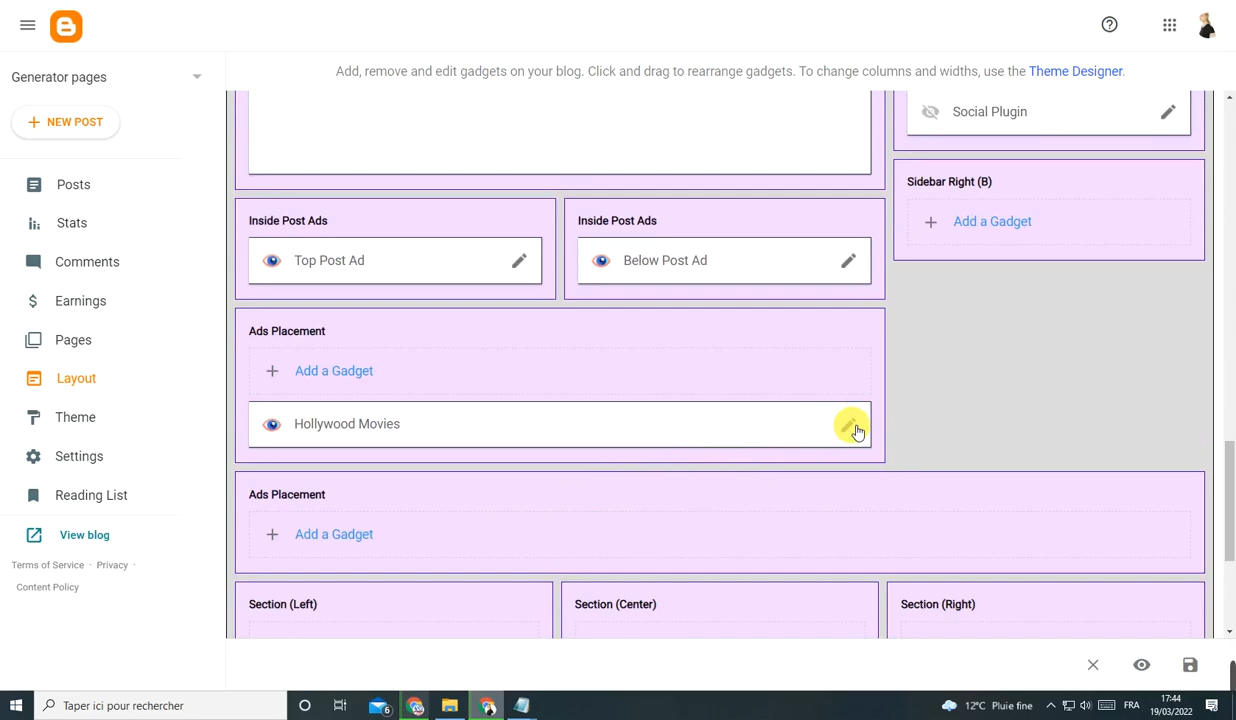 Generator pages
NEW POST
Posts
Stats
Comments
Earnings
Pages
Layout
Theme
Settings
Reading List
View blog
Terms of Service · Privacy ·
Content Policy
Add, remove and edit gadgets on your blog. Click and drag to rearrange gadgets. To change columns and widths, use the Theme Designer.
Social Plugin
Sidebar Right (B)
Add a Gadget
Inside Post Ads
Top Post Ad
Inside Post Ads
Below Post Ad
Ads Placement
Add a Gadget
Hollywood Movies
Ads Placement
Add a Gadget
Section (Left)
Section (Center)
Section (Right)
Taper ici pour rechercher
6
12°C Pluie fine
FRA
17:44
19/03/2022